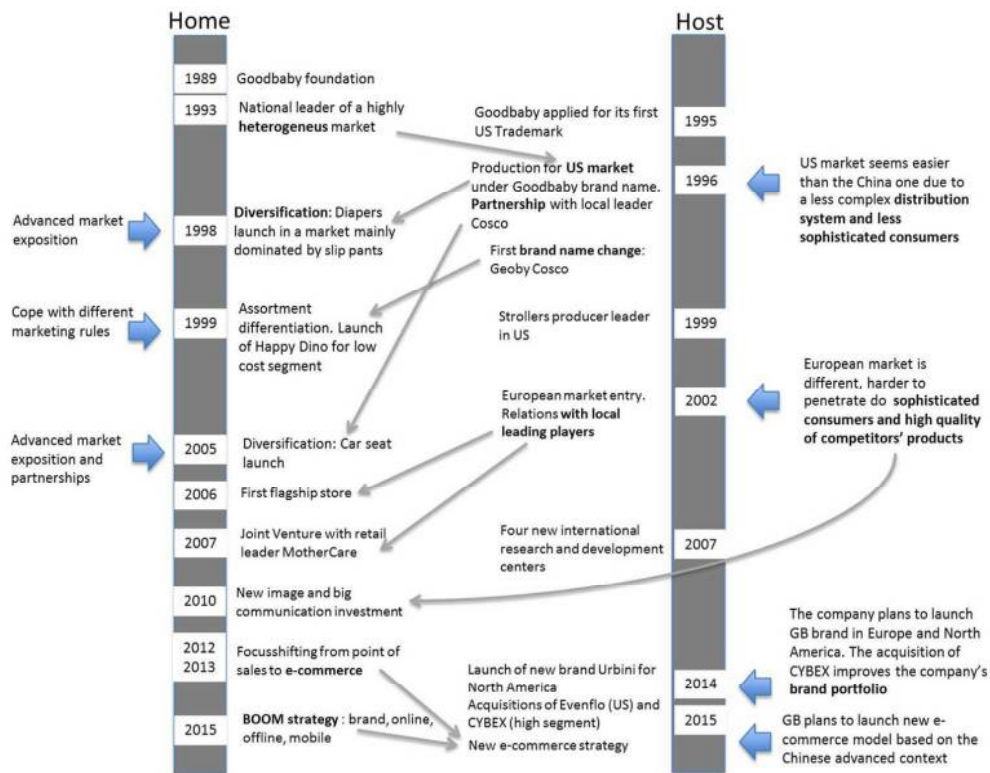 Home
Host
1989
Goodbaby foundation
1993
National leader of a highly
heterogeneus market
Goodbaby applied for its first
US Trademark
1995
Production for US market
under Goodbaby brand name.
Partnership with local leader
Cosco
1996
US market seems easier
than the China one due to
a less complex distribution
system and less
sophisticated consumers
Advanced market
exposition
1998
Diversification: Diapers
launch in a market mainly
dominated by slip pants
First brand name change:
Geoby Cosco
Cope with different
marketing rules
1999
Assortment
differentiation. Launch
of Happy Dino for low
cost segment
Strollers producer leader
in US
1999
European market entry.
Relations with local
leading players
2002
European market is
different, harder to
penetrate do sophisticated
consumers and high quality
of competitors' products
Advanced market
exposition and
partnerships
2005
Diversification: Car seat
launch
2006
First flagship store
2007
Joint Venture with retail
leader MotherCare
Four new international
research and development
centers
2007
2010
New image and big
communication investment
2012
2013
Focusshifting from point of
sales to e-commerce
Launch of new brand Urbini for
North America
Acquisitions of Evenflo (US) and
CYBEX (high segment)
2014
The company plans to launch
GB brand in Europe and North
America. The acquisition of
CYBEX improves the company's
brand portfolio
2015
BOOM strategy : brand, online,
offline, mobile
New e-commerce strategy
2015
GB plans to launch new e-
commerce model based on the
Chinese advanced context